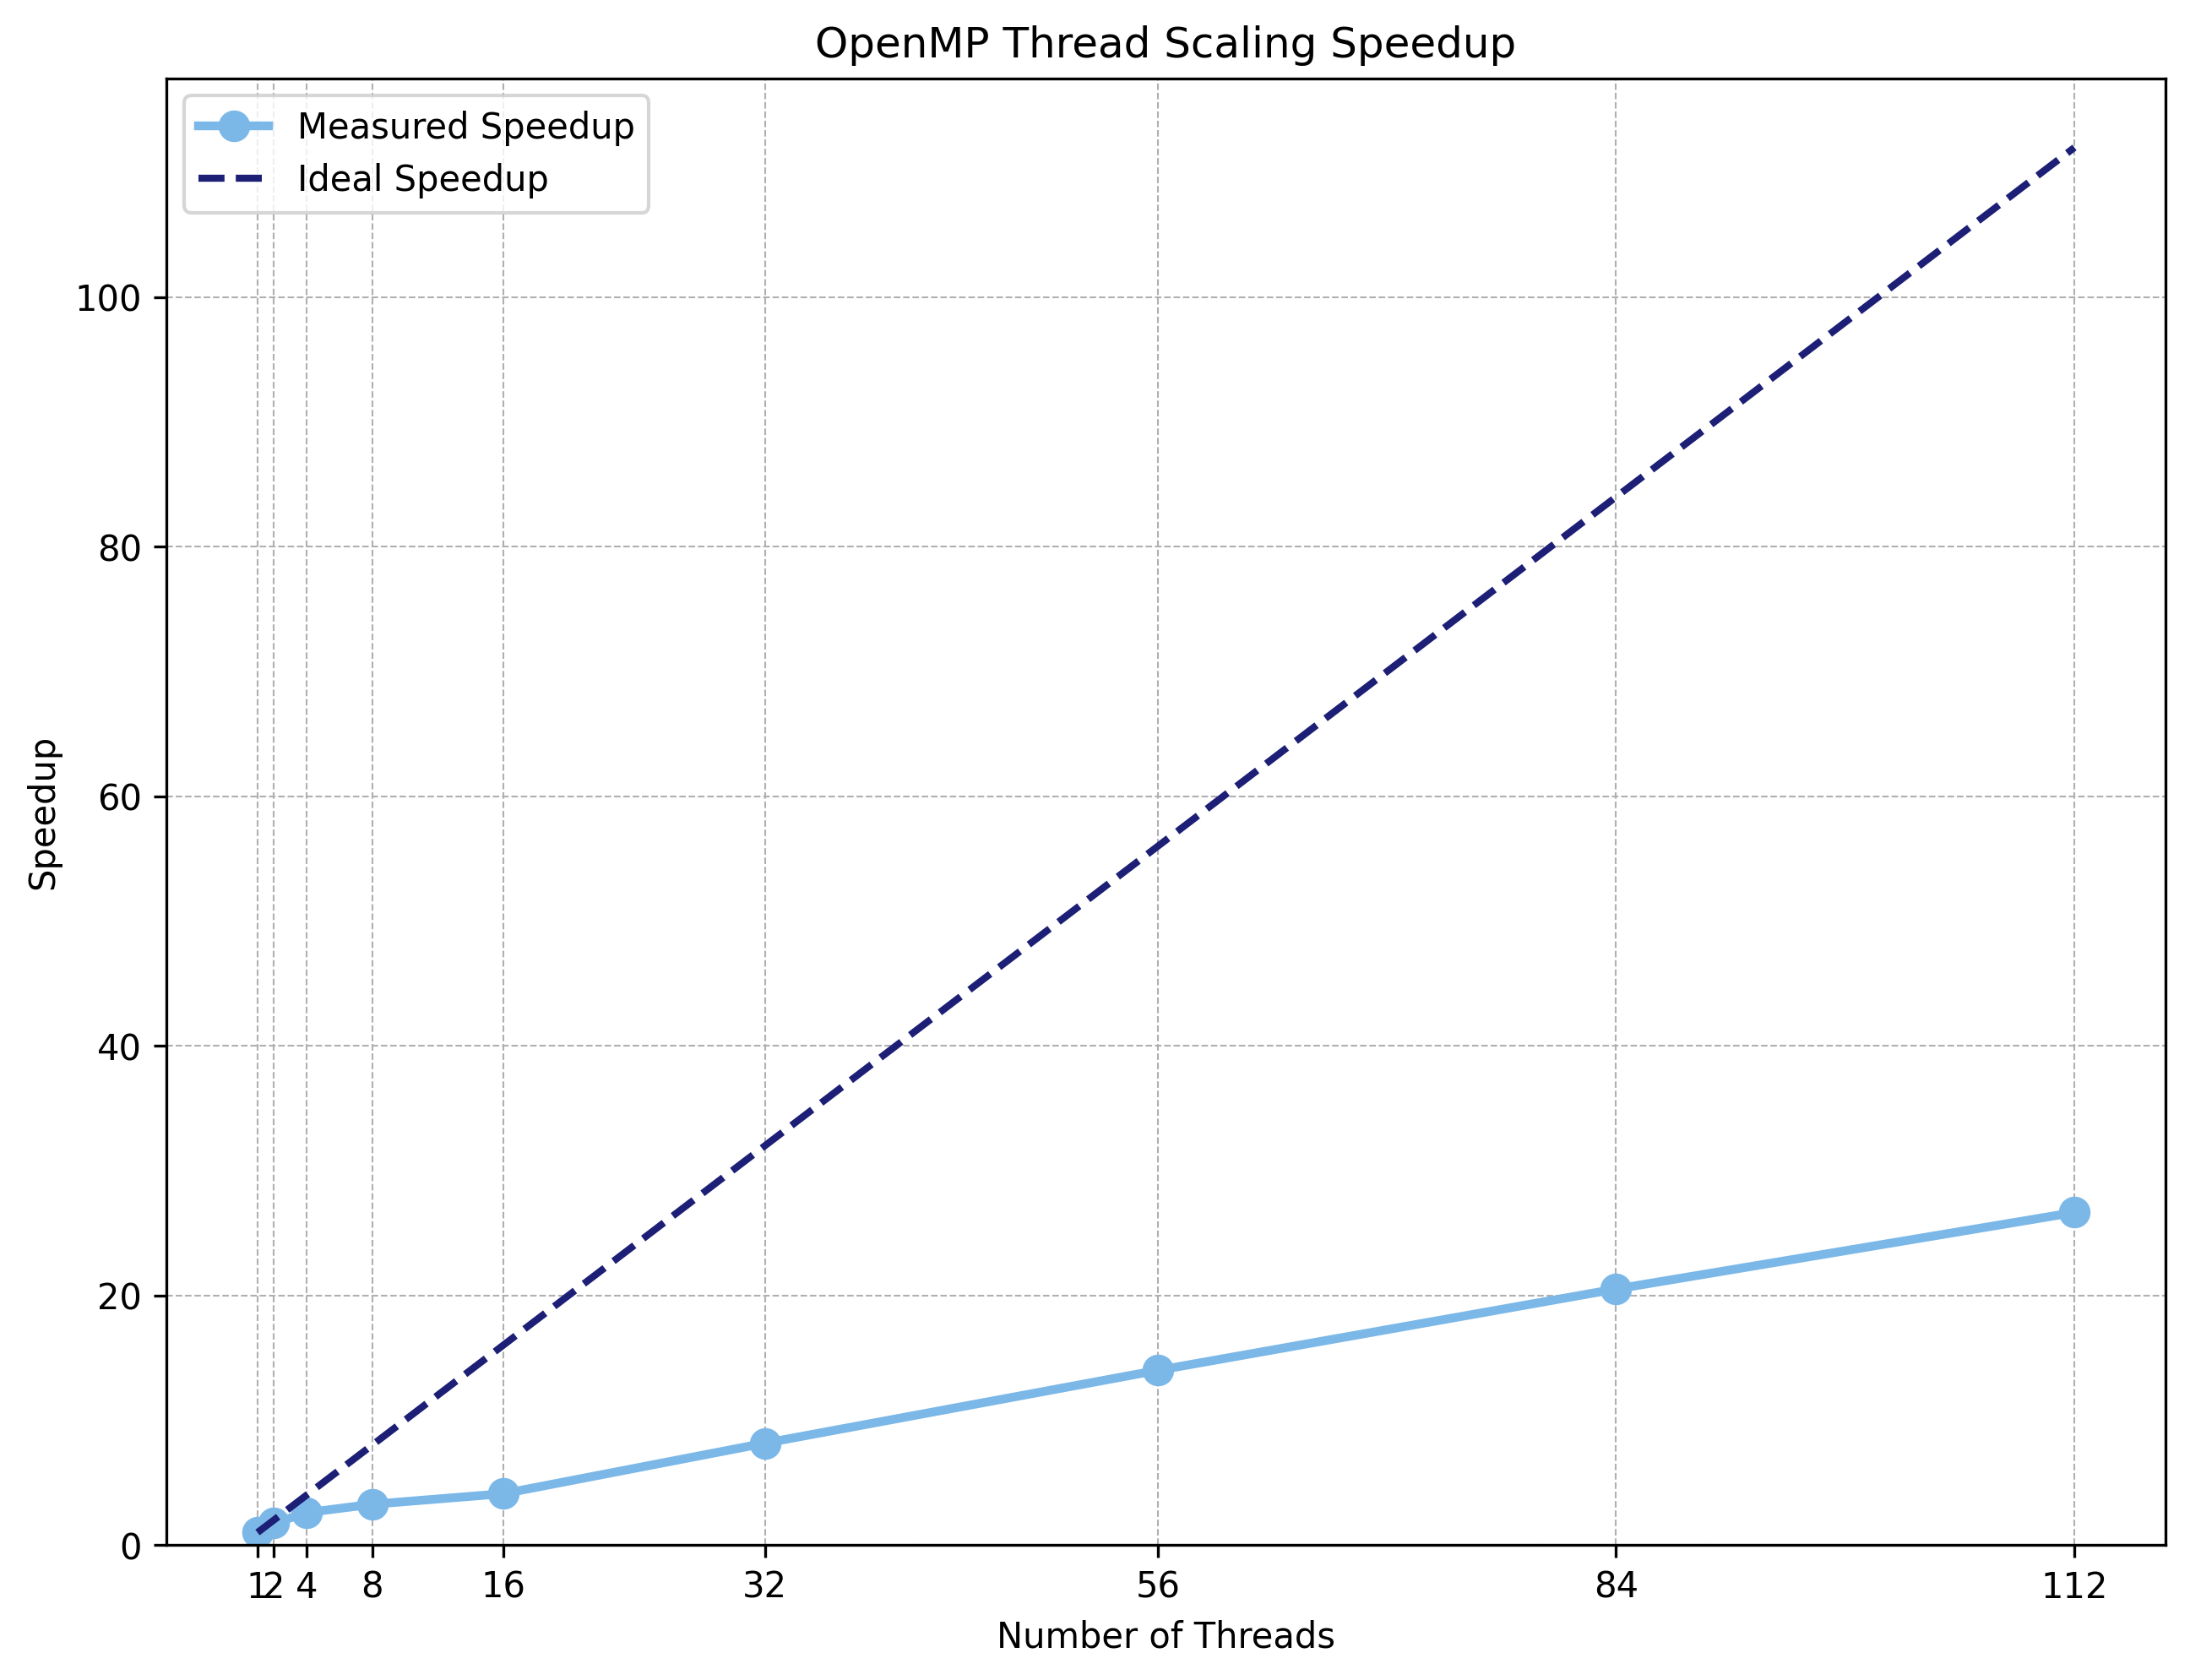 OpenMP Thread Scaling Speedup
Measured Speedup
Ideal Speedup
Speedup
100
80
60
40
20
0
1 2 4 8 16 32 56 84 112
Number of Threads